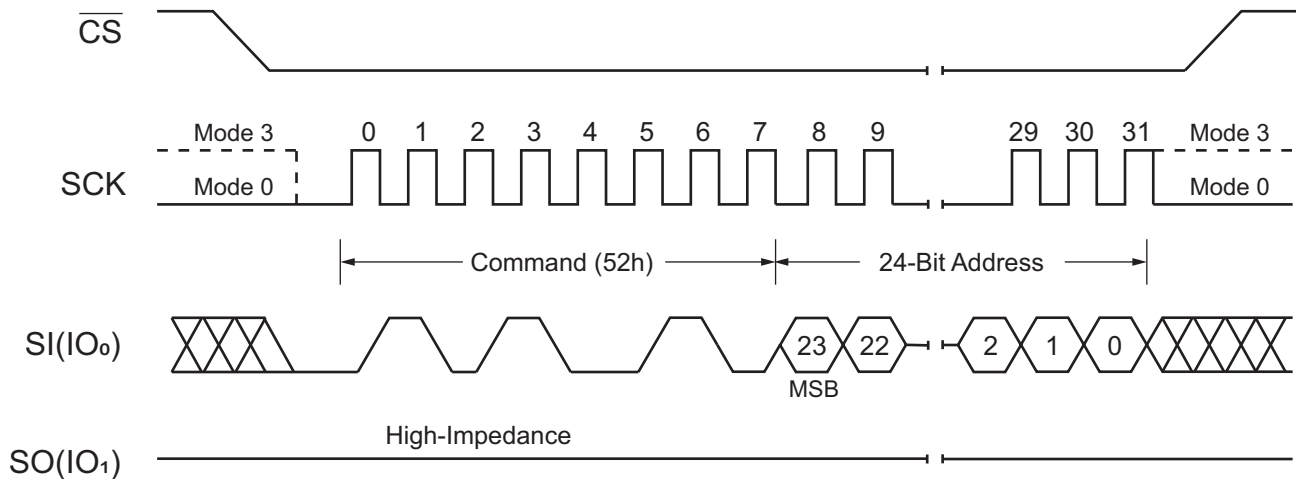 CS
Mode 3 0 1 2 3 4 5 6 7 8 9 29 30 31 Mode 3
SCK Mode 0 Mode 0
Command (52h) 24-Bit Address
SI(IO₀) 23 22 2 1 0
MSB
High-Impedance
SO(IO₁)